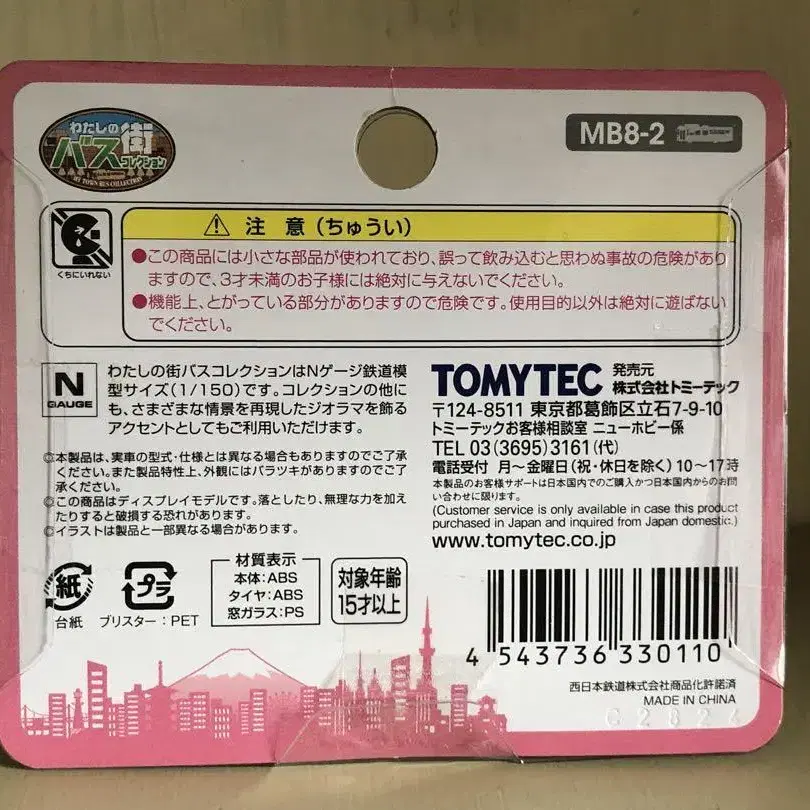 わたしの街
バスコレクション
MY TOWN BUS COLLECTION
MB8-2
くちにいれない
注 意 (ちゅうい)
●この商品には小さな部品が使われており、誤って飲み込むと思わぬ事故の危険があり
ますので、3才未満のお子様には絶対に与えないでください。
●機能上、とがっている部分がありますので危険です。使用目的以外は絶対に遊ばない
でください。
N
GAUGE
わたしの街バスコレクションはNゲージ鉄道模
型サイズ(1/150)です。コレクションの他に
も、さまざまな情景を再現したジオラマを飾る
アクセントとしてもご利用いただけます。
◎本製品は、実車の型式・仕様とは異なる場合もありますのでご了承
ください。また製品特性上、外観にはバラツキがありますのでご了
承ください。
◎この商品はディスプレイモデルです。落としたり、無理な力を加え
たりすると破損する恐れがあります。
◎イラストは製品と一部異なる場合があります。
TOMYTEC
発売元
株式会社トミーテック
〒124-8511 東京都葛飾区立石7-9-10
トミーテックお客様相談室 ニューホビー係
TEL 03(3695)3161(代)
電話受付 月〜金曜日(祝・休日を除く)10〜17時
本製品のお客様サポートは日本国内でのご購入かつ日本国内からのお問
い合わせに限ります。
(Customer service is only available in case this product
purchased in Japan and inquired from Japan domestic.)
www.tomytec.co.jp
紙
台紙
プラ
ブリスター:PET
材質表示
本体:ABS
タイヤ:ABS
窓ガラス:PS
対象年齢
15才以上
4 543736 330110
西日本鉄道株式会社商品化許諾済
MADE IN CHINA